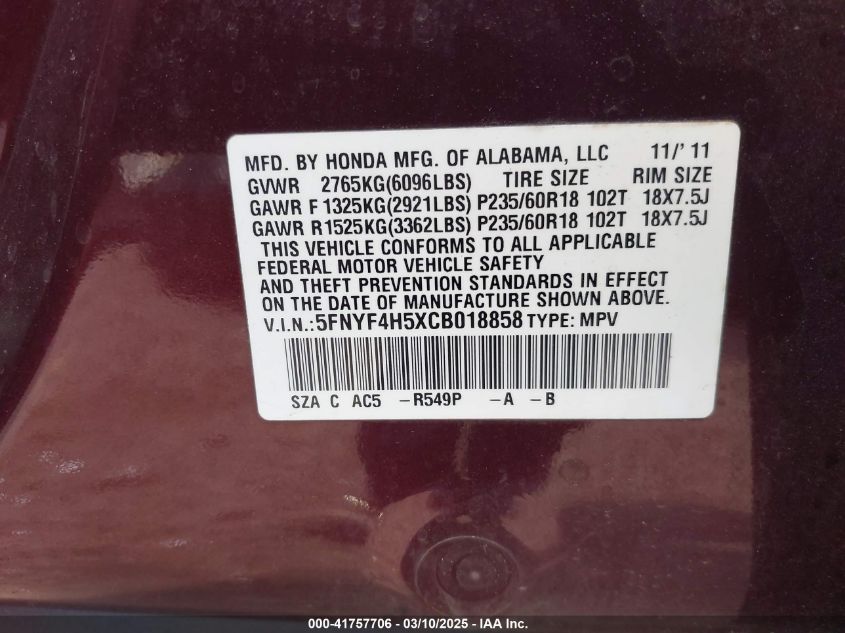 MFD. BY HONDA MFG. OF ALABAMA, LLC 11/'11
GVWR 2765KG(6096LBS) TIRE SIZE RIM SIZE
GAWR F1325KG(2921LBS) P235/60R18 102T 18X7.5J
GAWR R1525KG(3362LBS) P235/60R18 102T 18X7.5J
THIS VEHICLE CONFORMS TO ALL APPLICABLE
FEDERAL MOTOR VEHICLE SAFETY
AND THEFT PREVENTION STANDARDS IN EFFECT
ON THE DATE OF MANUFACTURE SHOWN ABOVE.
V.I.N.:5FNYF4H5XCB018858 TYPE: MPV
SZA C AC5 -R549P -A -B
000-41757706 - 03/10/2025 - IAA Inc.